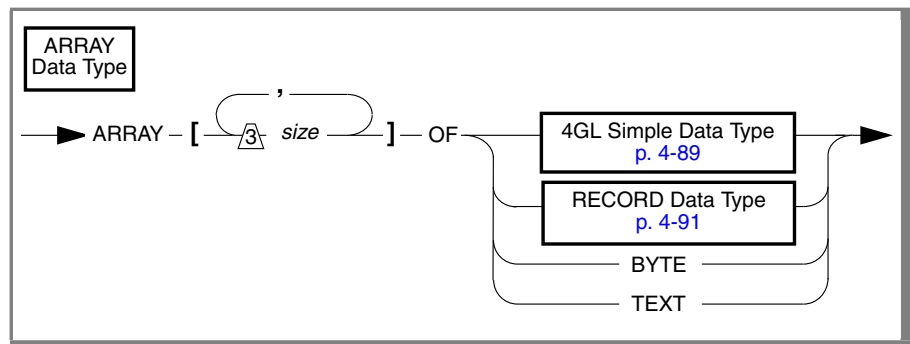 ARRAY
Data Type
,
ARRAY [ 3 size ] OF
4GL Simple Data Type
p. 4-89
RECORD Data Type
p. 4-91
BYTE
TEXT